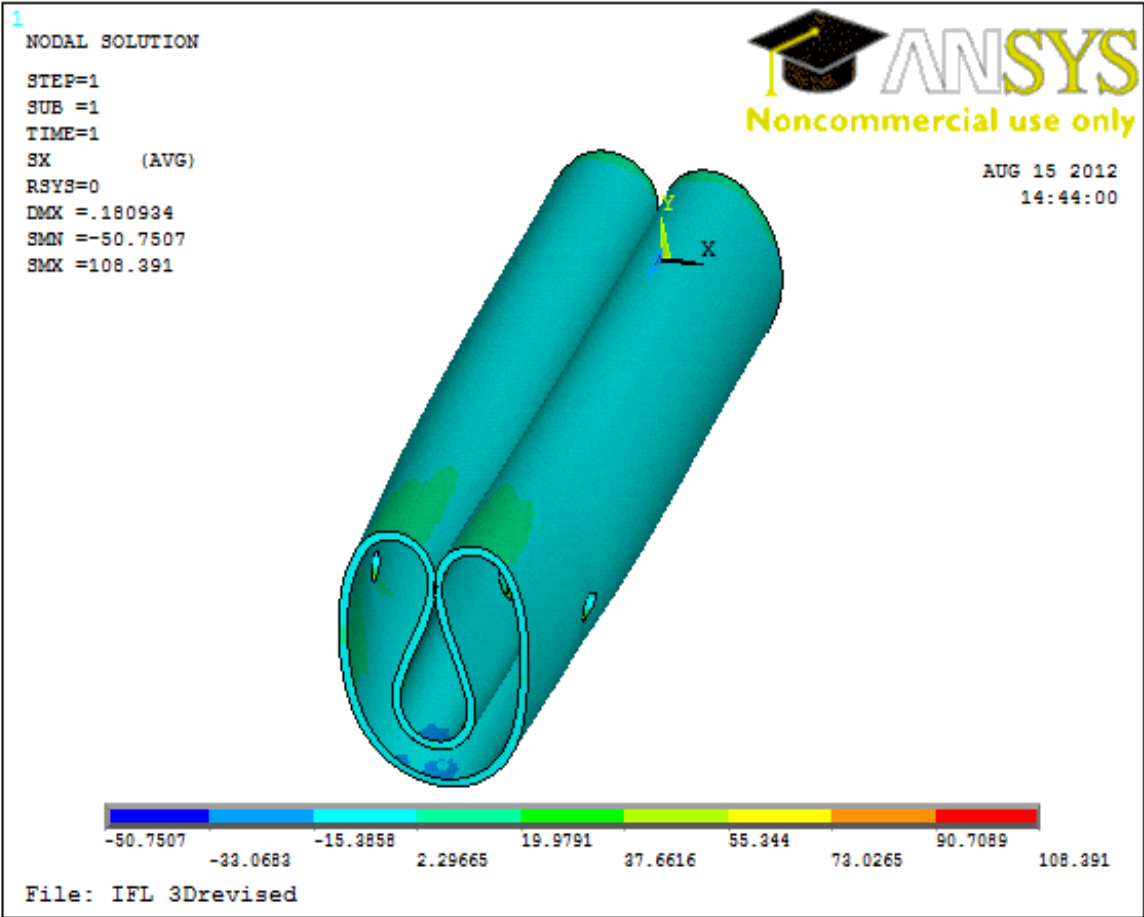 1
NODAL SOLUTION
STEP=1
SUB =1
TIME=1
SX (AVG)
RSYS=0
DMX =.180934
SMN =-50.7507
SMX =108.391
ANSYS
Noncommercial use only
AUG 15 2012
14:44:00
Y
X
-50.7507 -15.3858 19.9791 55.344 90.7089
-33.0683 2.29665 37.6616 73.0265 108.391
File: IFL 3Drevised